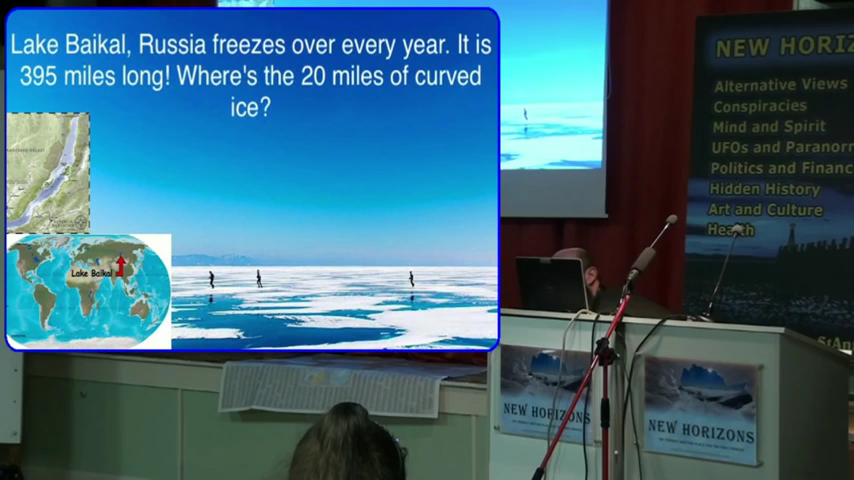 Lake Baikal, Russia freezes over every year. It is
395 miles long! Where's the 20 miles of curved
ice?
Lake Baikal
NEW HORIZ
Alternative Views
Conspiracies
Mind and Spirit
UFOs and Paranorm
Politics and Financ
Hidden History
Art and Culture
Health
StAn
NEW HORIZONS
NEW HORIZONS